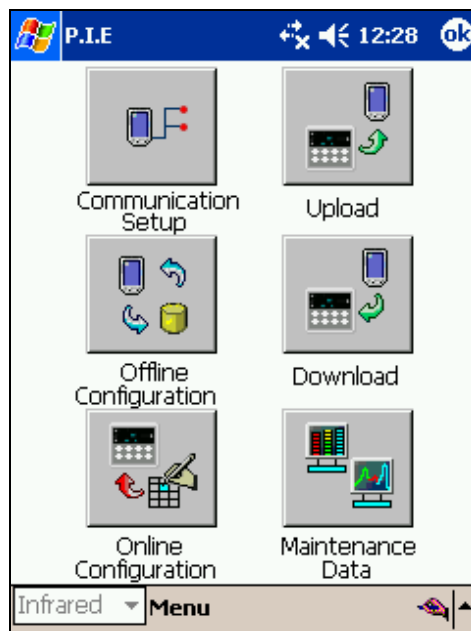 P.I.E 12:28 ok
Communication
Setup
Upload
Offline
Configuration
Download
Online
Configuration
Maintenance
Data
Infrared Menu